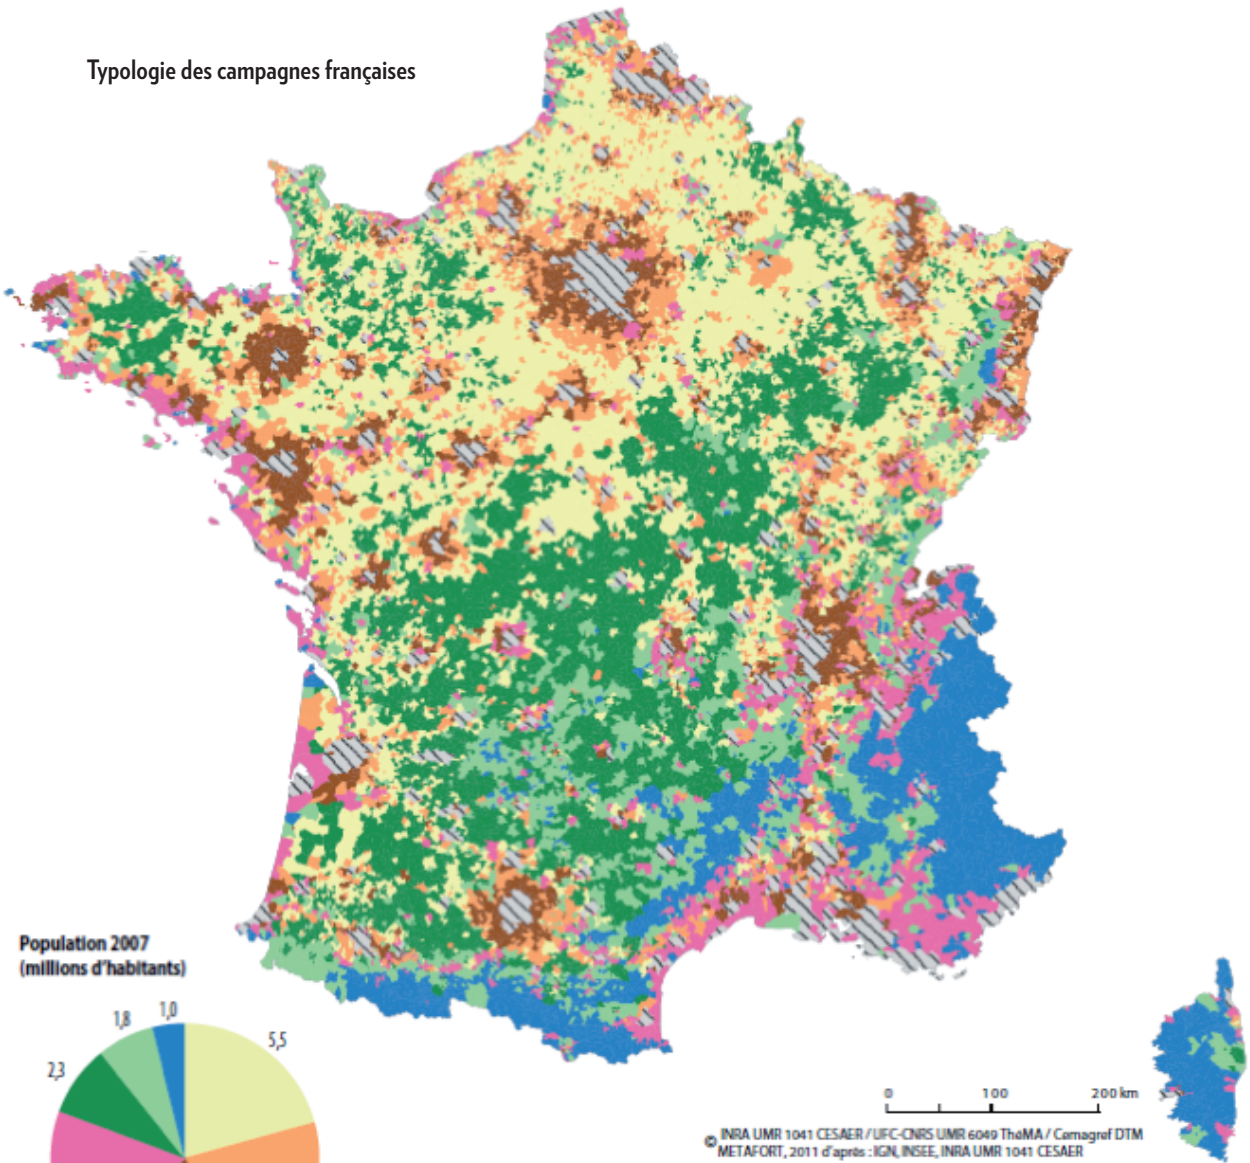 Typologie des campagnes françaises
Population 2007
(millions d'habitants)
1,8
1,0
5,5
2,3
0
100
200 km
© INRA UMR 1041 CESAER / UFC-CNRS UMR 6049 ThéMA / Cemagref DTM
METAFORT, 2011 d'après : IGN, INSEE, INRA UMR 1041 CESAER